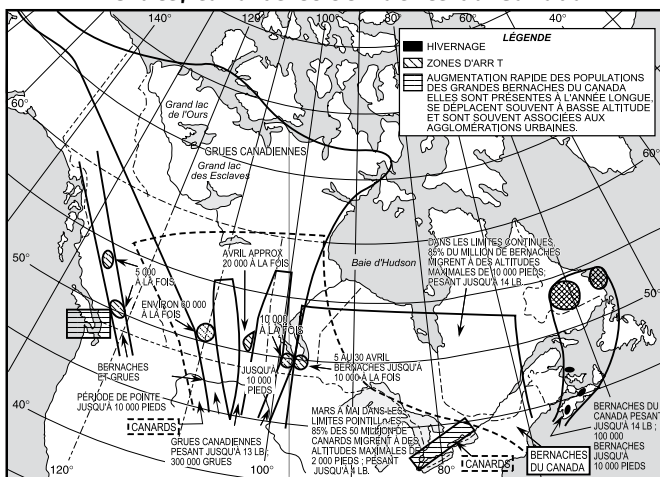 140°
120°
100°
80°
60°
40°
LÉGENDE
HIVERNAGE
ZONES D'ARR T
AUGMENTATION RAPIDE DES POPULATIONS
DES GRANDES BERNACHES DU CANADA
ELLES SONT PRÉSENTES À L'ANNÉE LONGUE,
SE DÉPLACENT SOUVENT À BASSE ALTITUDE
ET SONT SOUVENT ASSOCIÉES AUX
AGGLOMÉRATIONS URBAINES.
60°
60°
50°
50°
50°
40°
40°
Grand lac
de l'Ours
GRUES CANADIENNES
Grand lac
des Esclaves
Baie d'Hudson
DANS LES LIMITES CONTINUES,
85% DU MILLION DE BERNACHES
MIGRENT À DES ALTITUDES
MAXIMALES DE 10 000 PIEDS;
PESANT JUSQU'À 14 LB.
AVRIL APPROX
20 000 À LA FOIS
5 000
À LA FOIS
ENVIRON 60 000
À LA FOIS
10 000
À LA FOIS
5 AU 30 AVRIL
BERNACHES JUSQU'À
10 000 À LA FOIS
JUSQU'À
10 000
PIEDS
BERNACHES
ET GRUES
PÉRIODE DE POINTE
JUSQU'À 10 000 PIEDS
CANARDS
GRUES CANADIENNES
PESANT JUSQU'À 13 LB ;
300 000 GRUES
MARS À MAI DANS LES
LIMITES POINTILLÉES,
85% DES 50 MILLION DE
CANARDS MIGRENT À DES
ALTITUDES MAXIMALES DE
2 000 PIEDS ; PESANT
JUSQU'À 4 LB.
CANARDS
BERNACHES
DU CANADA
BERNACHES DU
CANADA PESANT
JUSQU'À 14 LB ;
100 000
BERNACHES
JUSQU'À
10 000 PIEDS
120°
100°
80°